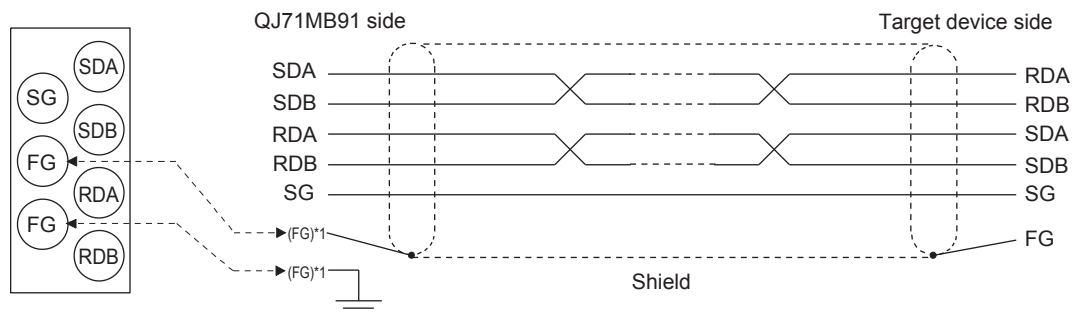 QJ71MB91 side
Target device side
SDA
SG
SDB
FG
RDA
FG
RDB
SDA
RDA
SDB
RDB
RDA
SDA
RDB
SDB
SG
SG
(FG)*1
FG
(FG)*1
Shield